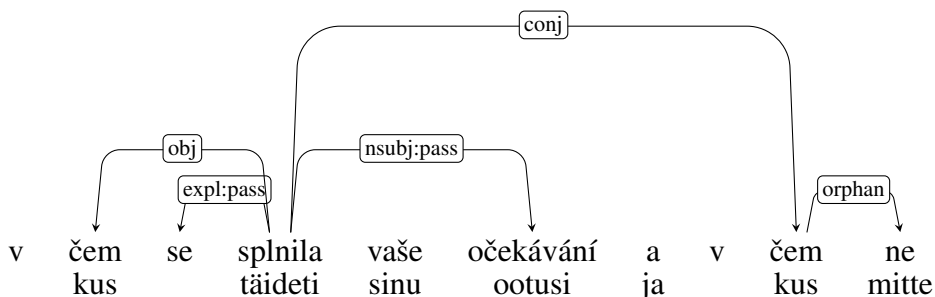 conj
obj nsubj:pass
expl:pass orphan
v čem se splnila vaše očekávání a v čem ne
kus täideti sinu ootusi ja kus mitte